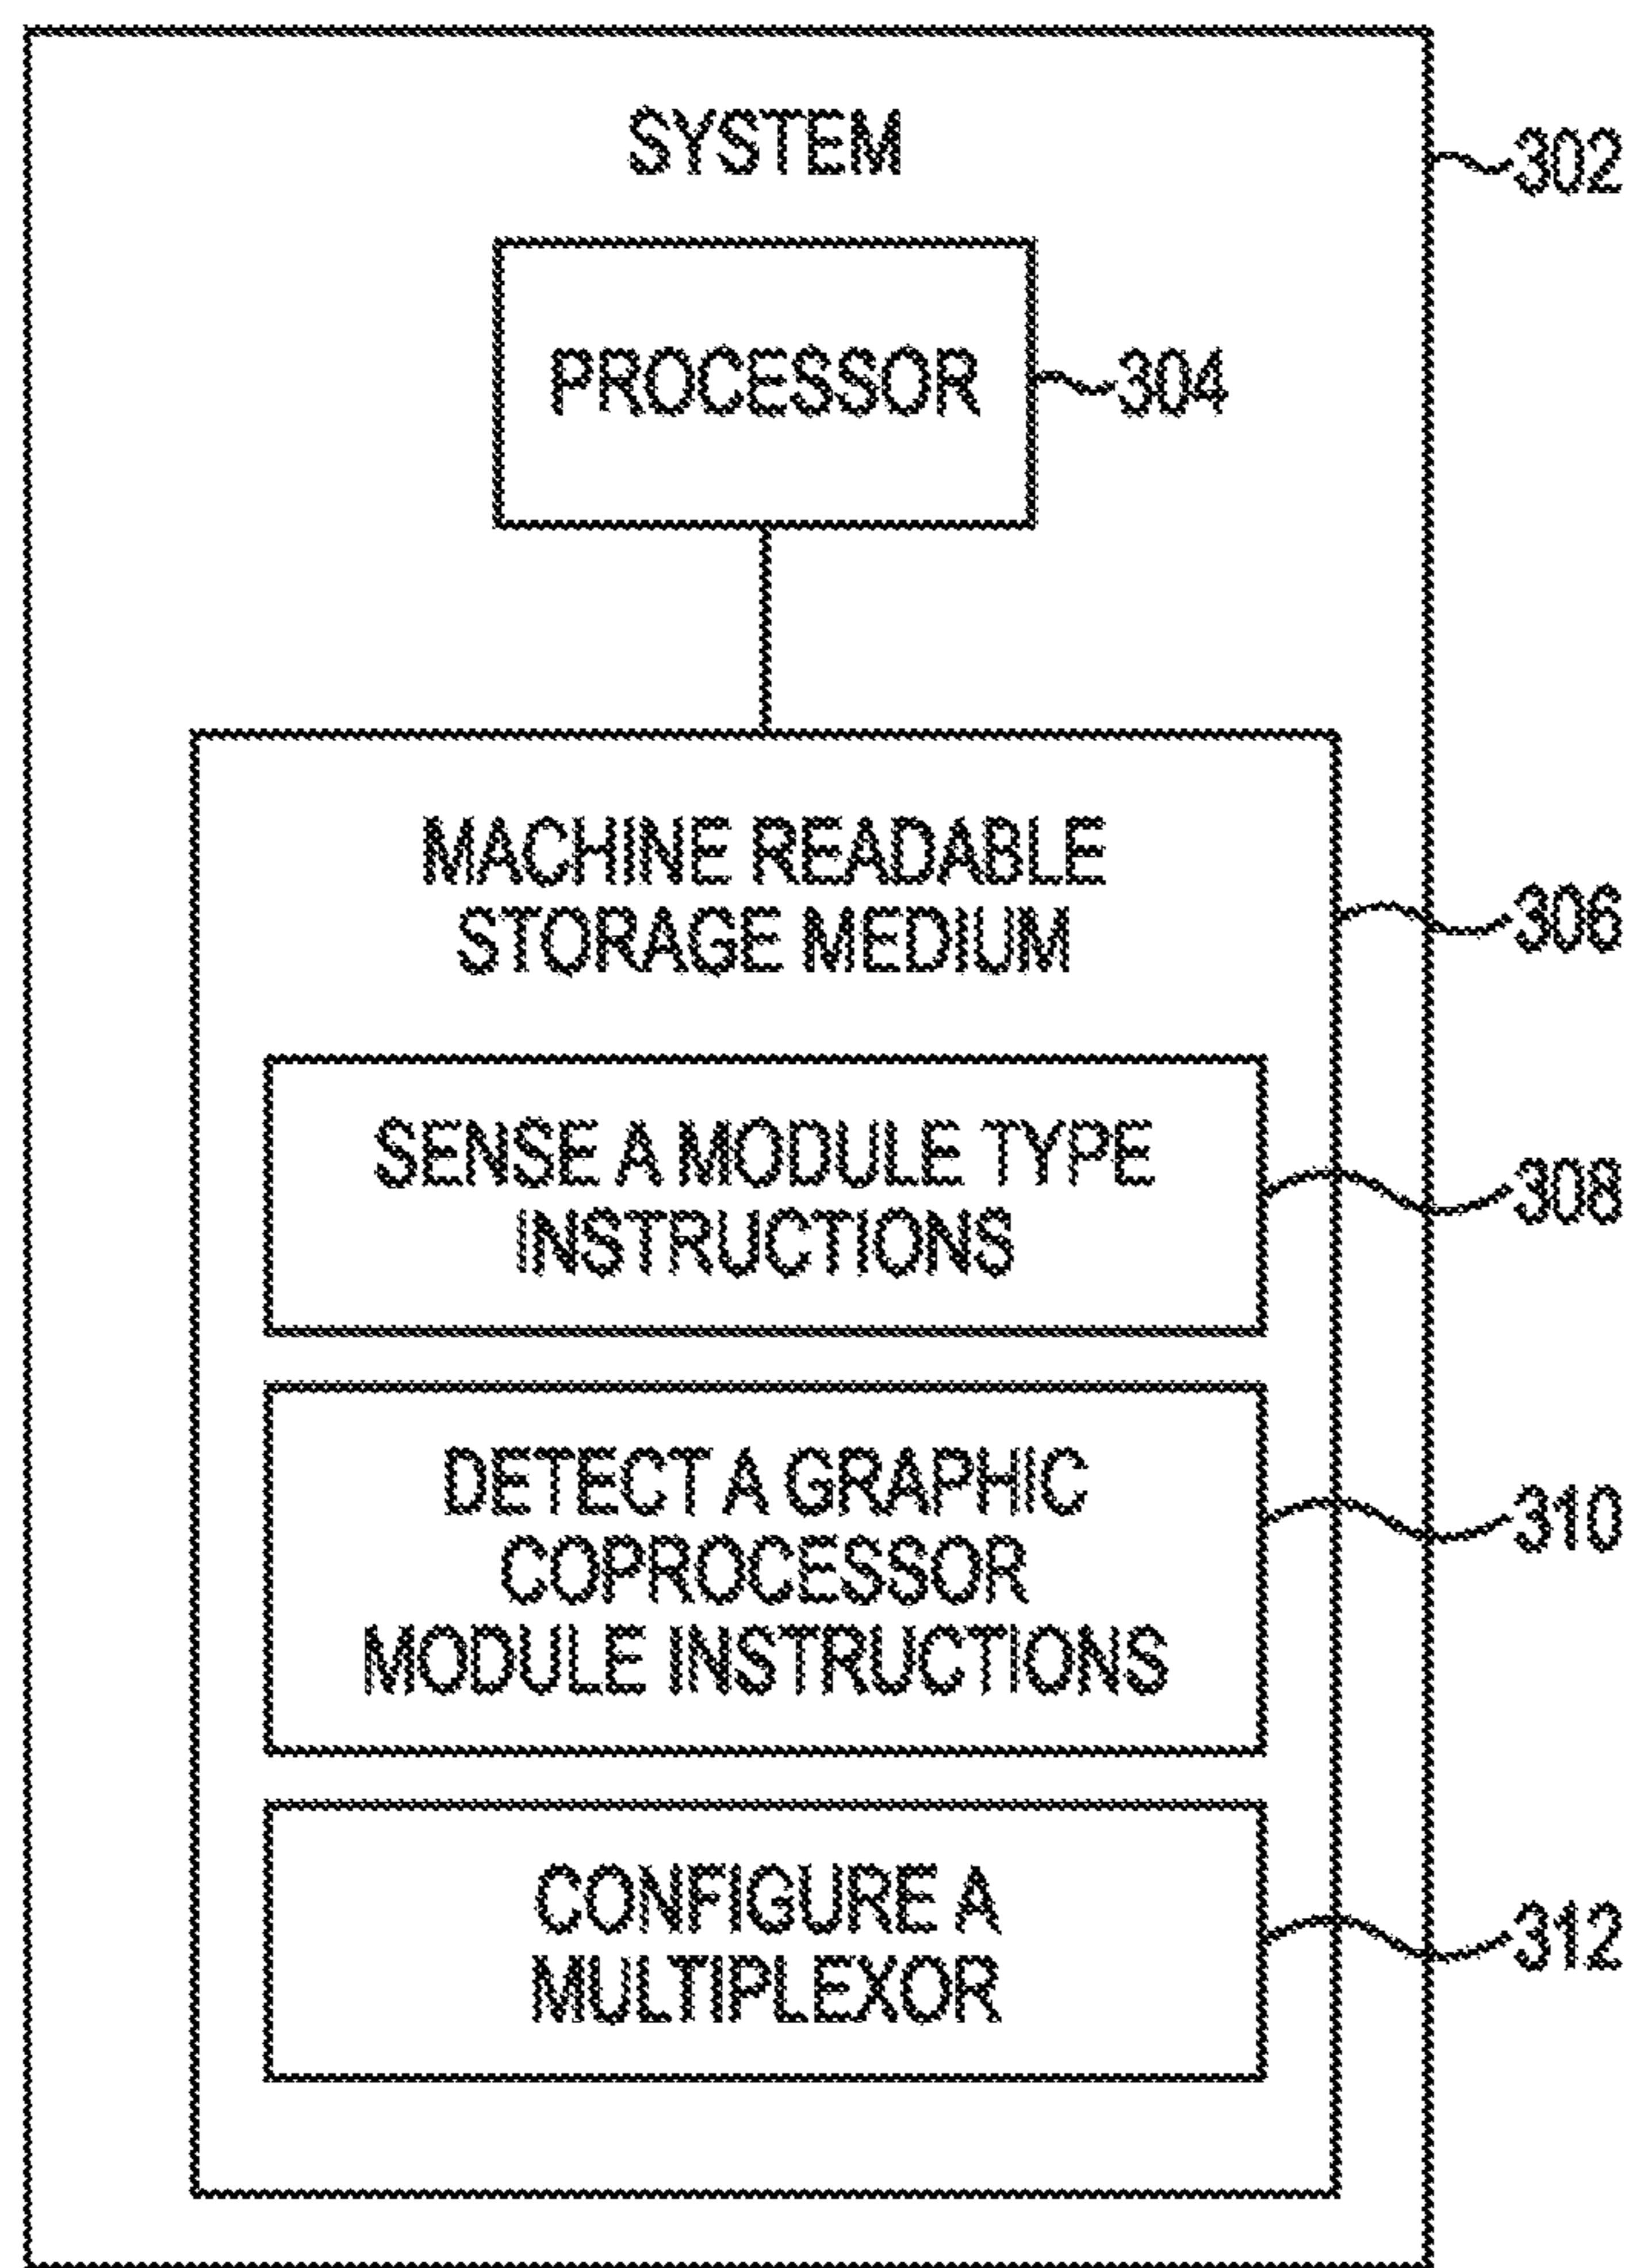 SYSTEM
302
PROCESSOR
304
MACHINE READABLE
STORAGE MEDIUM
306
SENSE A MODULE TYPE
INSTRUCTIONS
308
DETECT A GRAPHIC
COPROCESSOR
MODULE INSTRUCTIONS
310
CONFIGURE A
MULTIPLEXOR
312